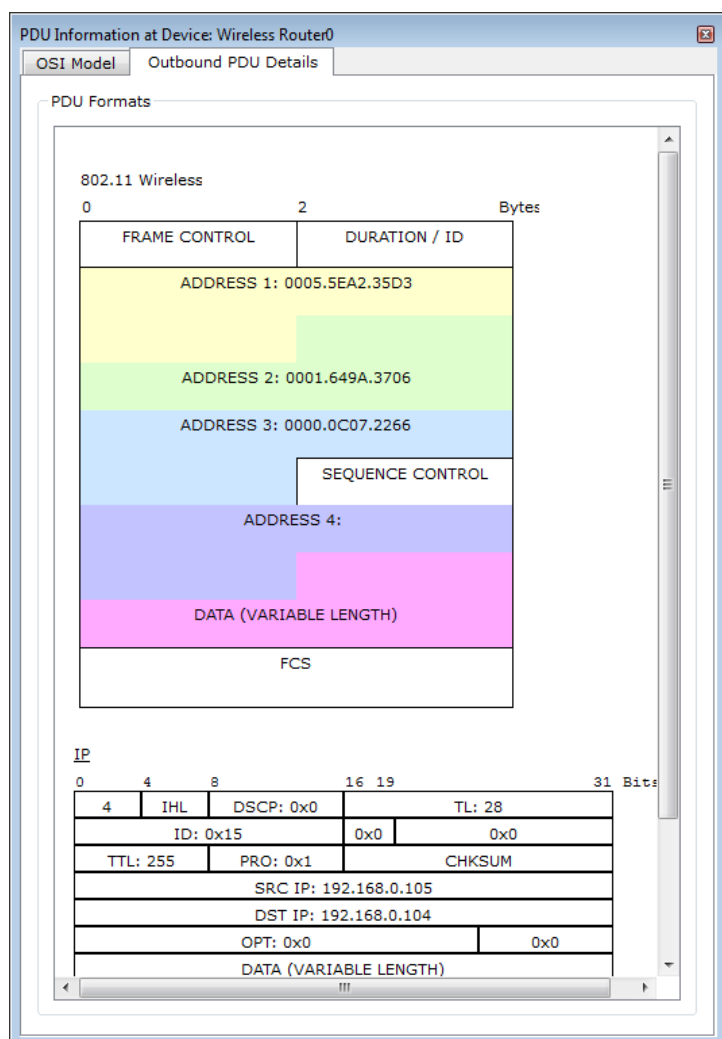 PDU Information at Device: Wireless Router0
OSI Model Outbound PDU Details
PDU Formats
802.11 Wireless
0 2 Bytes
FRAME CONTROL DURATION / ID
ADDRESS 1: 0005.5EA2.35D3
ADDRESS 2: 0001.649A.3706
ADDRESS 3: 0000.0C07.2266
SEQUENCE CONTROL
ADDRESS 4:
DATA (VARIABLE LENGTH)
FCS
IP
0 4 8 16 19 31 Bits
4 IHL DSCP: 0x0 TL: 28
ID: 0x15 0x0 0x0
TTL: 255 PRO: 0x1 CHKSUM
SRC IP: 192.168.0.105
DST IP: 192.168.0.104
OPT: 0x0 0x0
DATA (VARIABLE LENGTH)